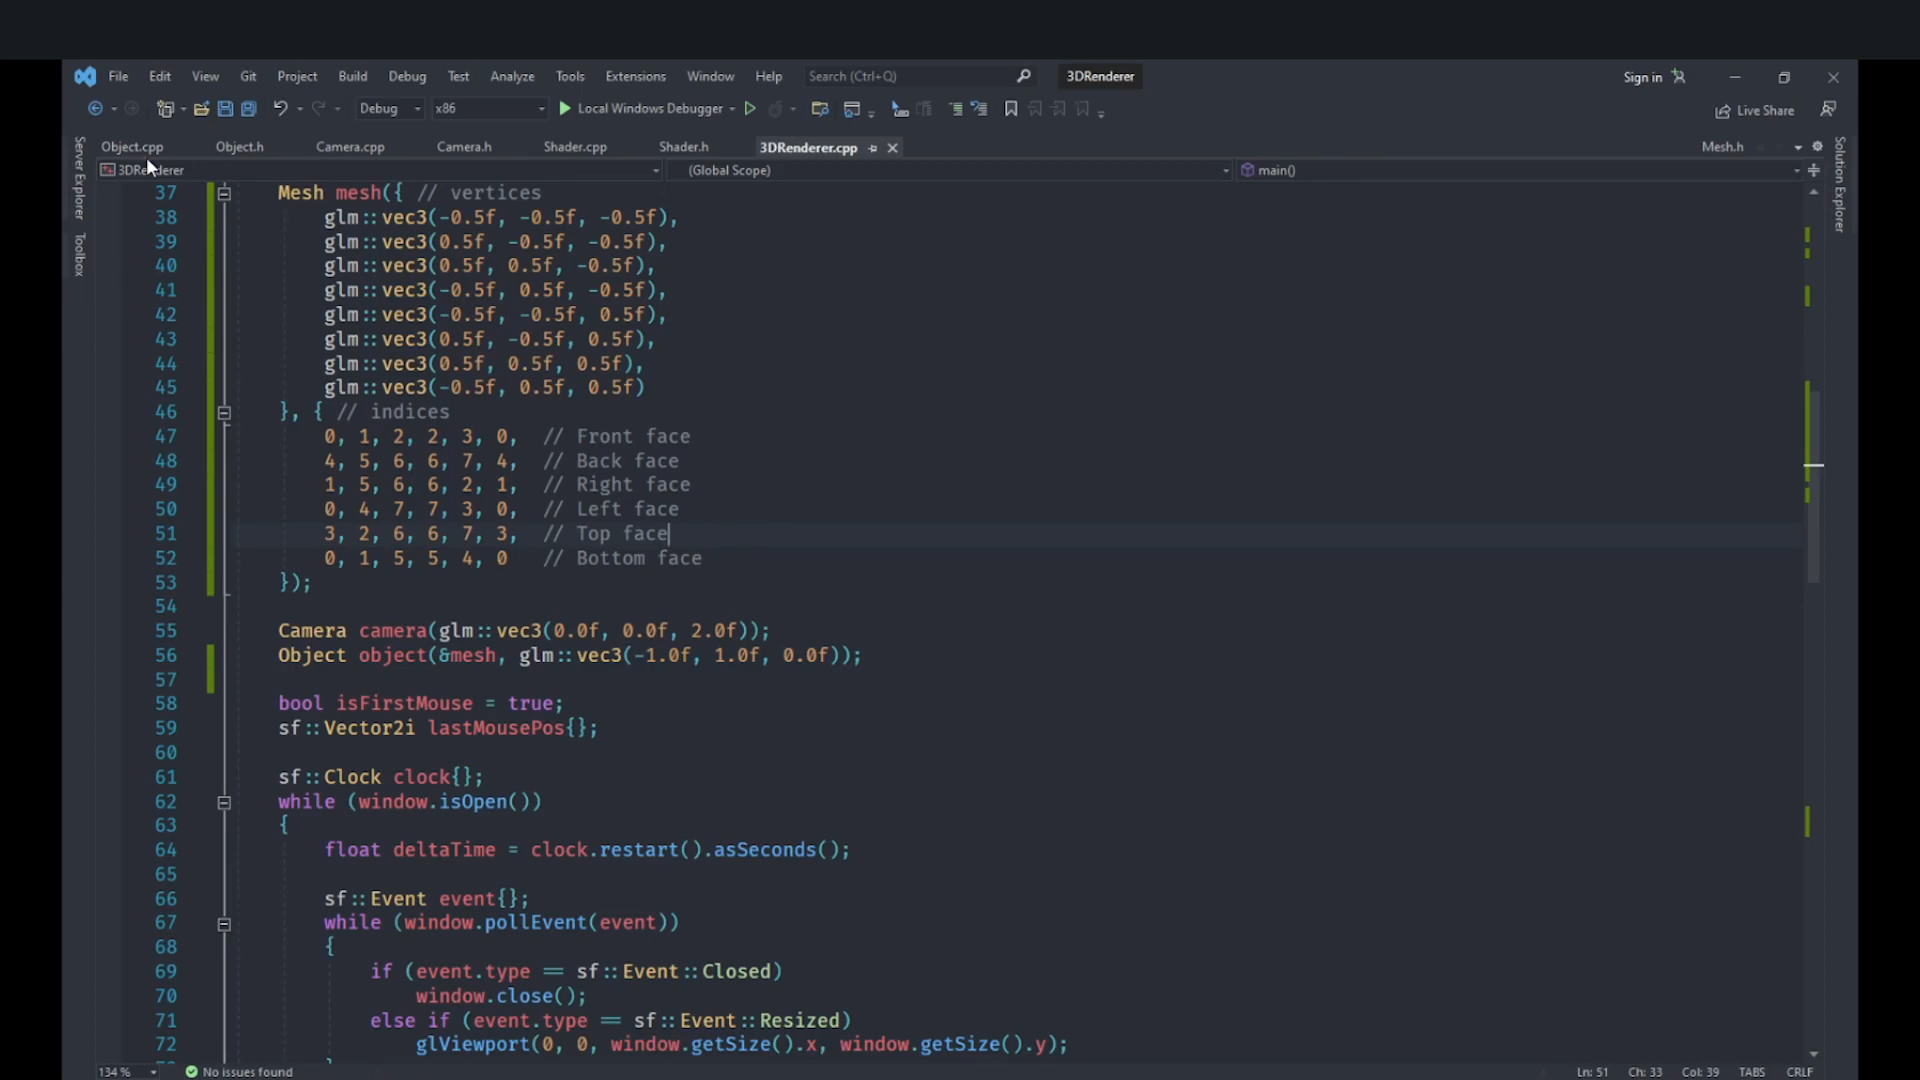 File Edit View Git Project Build Debug Test Analyze Tools Extensions Window Help Search (Ctrl+Q) 3DRenderer Sign in
Debug x86 Local Windows Debugger Live Share
Object.cpp Object.h Camera.cpp Camera.h Shader.cpp Shader.h 3DRenderer.cpp Mesh.h
3DRenderer (Global Scope) main()
Server Explorer
Toolbox
Solution Explorer
37 Mesh mesh({ // vertices
38 glm::vec3(-0.5f, -0.5f, -0.5f),
39 glm::vec3(0.5f, -0.5f, -0.5f),
40 glm::vec3(0.5f, 0.5f, -0.5f),
41 glm::vec3(-0.5f, 0.5f, -0.5f),
42 glm::vec3(-0.5f, -0.5f, 0.5f),
43 glm::vec3(0.5f, -0.5f, 0.5f),
44 glm::vec3(0.5f, 0.5f, 0.5f),
45 glm::vec3(-0.5f, 0.5f, 0.5f)
46 }, { // indices
47 0, 1, 2, 2, 3, 0, // Front face
48 4, 5, 6, 6, 7, 4, // Back face
49 1, 5, 6, 6, 2, 1, // Right face
50 0, 4, 7, 7, 3, 0, // Left face
51 3, 2, 6, 6, 7, 3, // Top face
52 0, 1, 5, 5, 4, 0 // Bottom face
53 });
54
55 Camera camera(glm::vec3(0.0f, 0.0f, 2.0f));
56 Object object(&mesh, glm::vec3(-1.0f, 1.0f, 0.0f));
57
58 bool isFirstMouse = true;
59 sf::Vector2i lastMousePos{};
60
61 sf::Clock clock{};
62 while (window.isOpen())
63 {
64 float deltaTime = clock.restart().asSeconds();
65
66 sf::Event event{};
67 while (window.pollEvent(event))
68 {
69 if (event.type == sf::Event::Closed)
70 window.close();
71 else if (event.type == sf::Event::Resized)
72 glViewport(0, 0, window.getSize().x, window.getSize().y);
134 % No issues found Ln: 51 Ch: 33 Col: 39 TABS CRLF